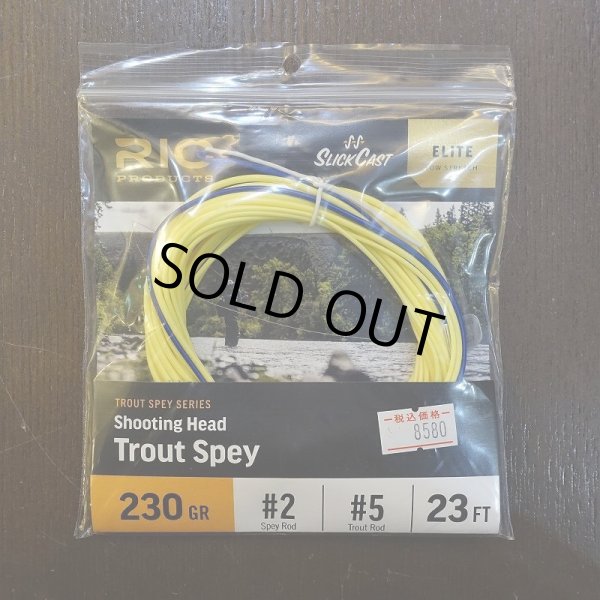 RIO
PRODUCTS
SLICKCAST
ELITE
LOW STRETCH
SOLD OUT
TROUT SPEY SERIES
Shooting Head
Trout Spey
税込価格
8580
230 GR
#2
Spey Rod
#5
Trout Rod
23 FT